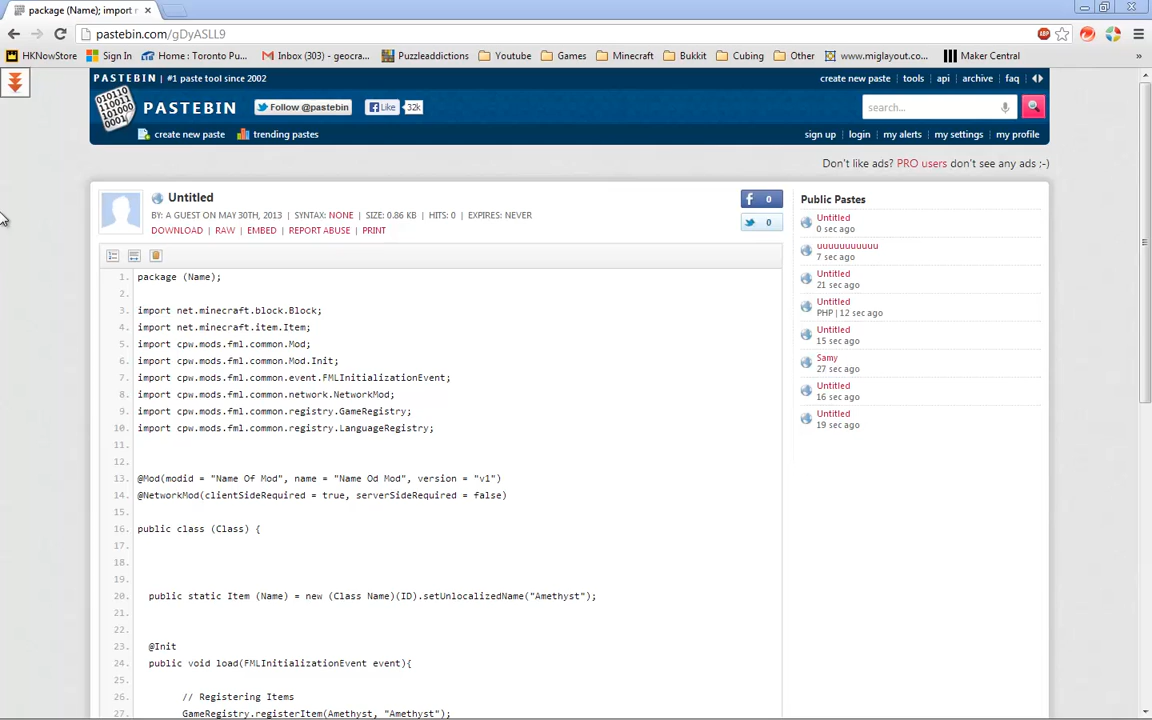 package (Name); import r
pastebin.com/gDyASLL9
HKNowStore Sign In Home : Toronto Pu... Inbox (303) - geocra... Puzzleaddictions Youtube Games Minecraft Bukkit Cubing Other www.miglayout.com... Maker Central
PASTEBIN | #1 paste tool since 2002
create new paste tools api archive faq
PASTEBIN
Follow @pastebin
Like 32k
search...
create new paste trending pastes
sign up login my alerts my settings my profile
Don't like ads? PRO users don't see any ads ;-)
Untitled
BY: A GUEST ON MAY 30TH, 2013 | SYNTAX: NONE | SIZE: 0.86 KB | HITS: 0 | EXPIRES: NEVER
DOWNLOAD RAW EMBED REPORT ABUSE PRINT
0
0
1. package (Name);
2.
3. import net.minecraft.block.Block;
4. import net.minecraft.item.Item;
5. import cpw.mods.fml.common.Mod;
6. import cpw.mods.fml.common.Mod.Init;
7. import cpw.mods.fml.common.event.FMLInitializationEvent;
8. import cpw.mods.fml.common.network.NetworkMod;
9. import cpw.mods.fml.common.registry.GameRegistry;
10. import cpw.mods.fml.common.registry.LanguageRegistry;
11.
12.
13. @Mod(modid = "Name Of Mod", name = "Name Od Mod", version = "v1")
14. @NetworkMod(clientSideRequired = true, serverSideRequired = false)
15.
16. public class (Class) {
17.
18.
19.
20. public static Item (Name) = new (Class Name)(ID).setUnlocalizedName("Amethyst");
21.
22.
23. @Init
24. public void load(FMLInitializationEvent event){
25.
26. // Registering Items
27. GameRegistry.registerItem(Amethyst, "Amethyst");
Public Pastes
Untitled
0 sec ago
uuuuuuuuuuu
7 sec ago
Untitled
21 sec ago
Untitled
PHP | 12 sec ago
Untitled
15 sec ago
Samy
27 sec ago
Untitled
16 sec ago
Untitled
19 sec ago